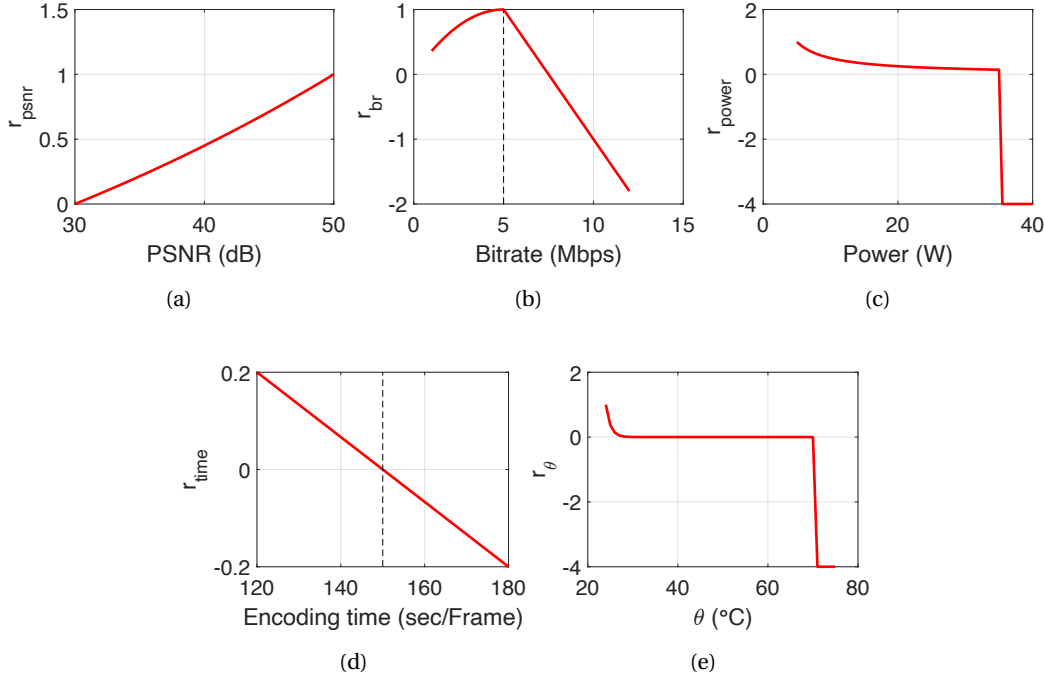 1.5
1
0.5
0
r_psnr
30
40
50
PSNR (dB)
(a)
1
0
-1
-2
r_br
0
5
10
15
Bitrate (Mbps)
(b)
2
0
-2
-4
r_power
0
20
40
Power (W)
(c)
0.2
0
-0.2
r_time
120
140
160
180
Encoding time (sec/Frame)
(d)
2
0
-2
-4
r_θ
20
40
60
80
θ (°C)
(e)